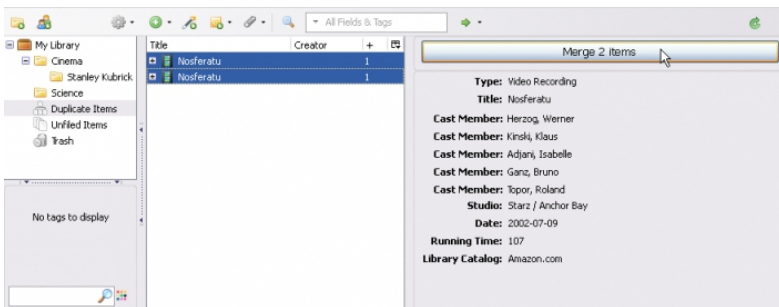 All Fields & Tags
My Library
Cinema
Stanley Kubrick
Science
Duplicate Items
Unfiled Items
Trash
No tags to display
Title Creator +
Nosferatu 1
Nosferatu 1
Merge 2 items
Type: Video Recording
Title: Nosferatu
Cast Member: Herzog, Werner
Cast Member: Kinski, Klaus
Cast Member: Adjani, Isabelle
Cast Member: Ganz, Bruno
Cast Member: Topor, Roland
Studio: Starz / Anchor Bay
Date: 2002-07-09
Running Time: 107
Library Catalog: Amazon.com